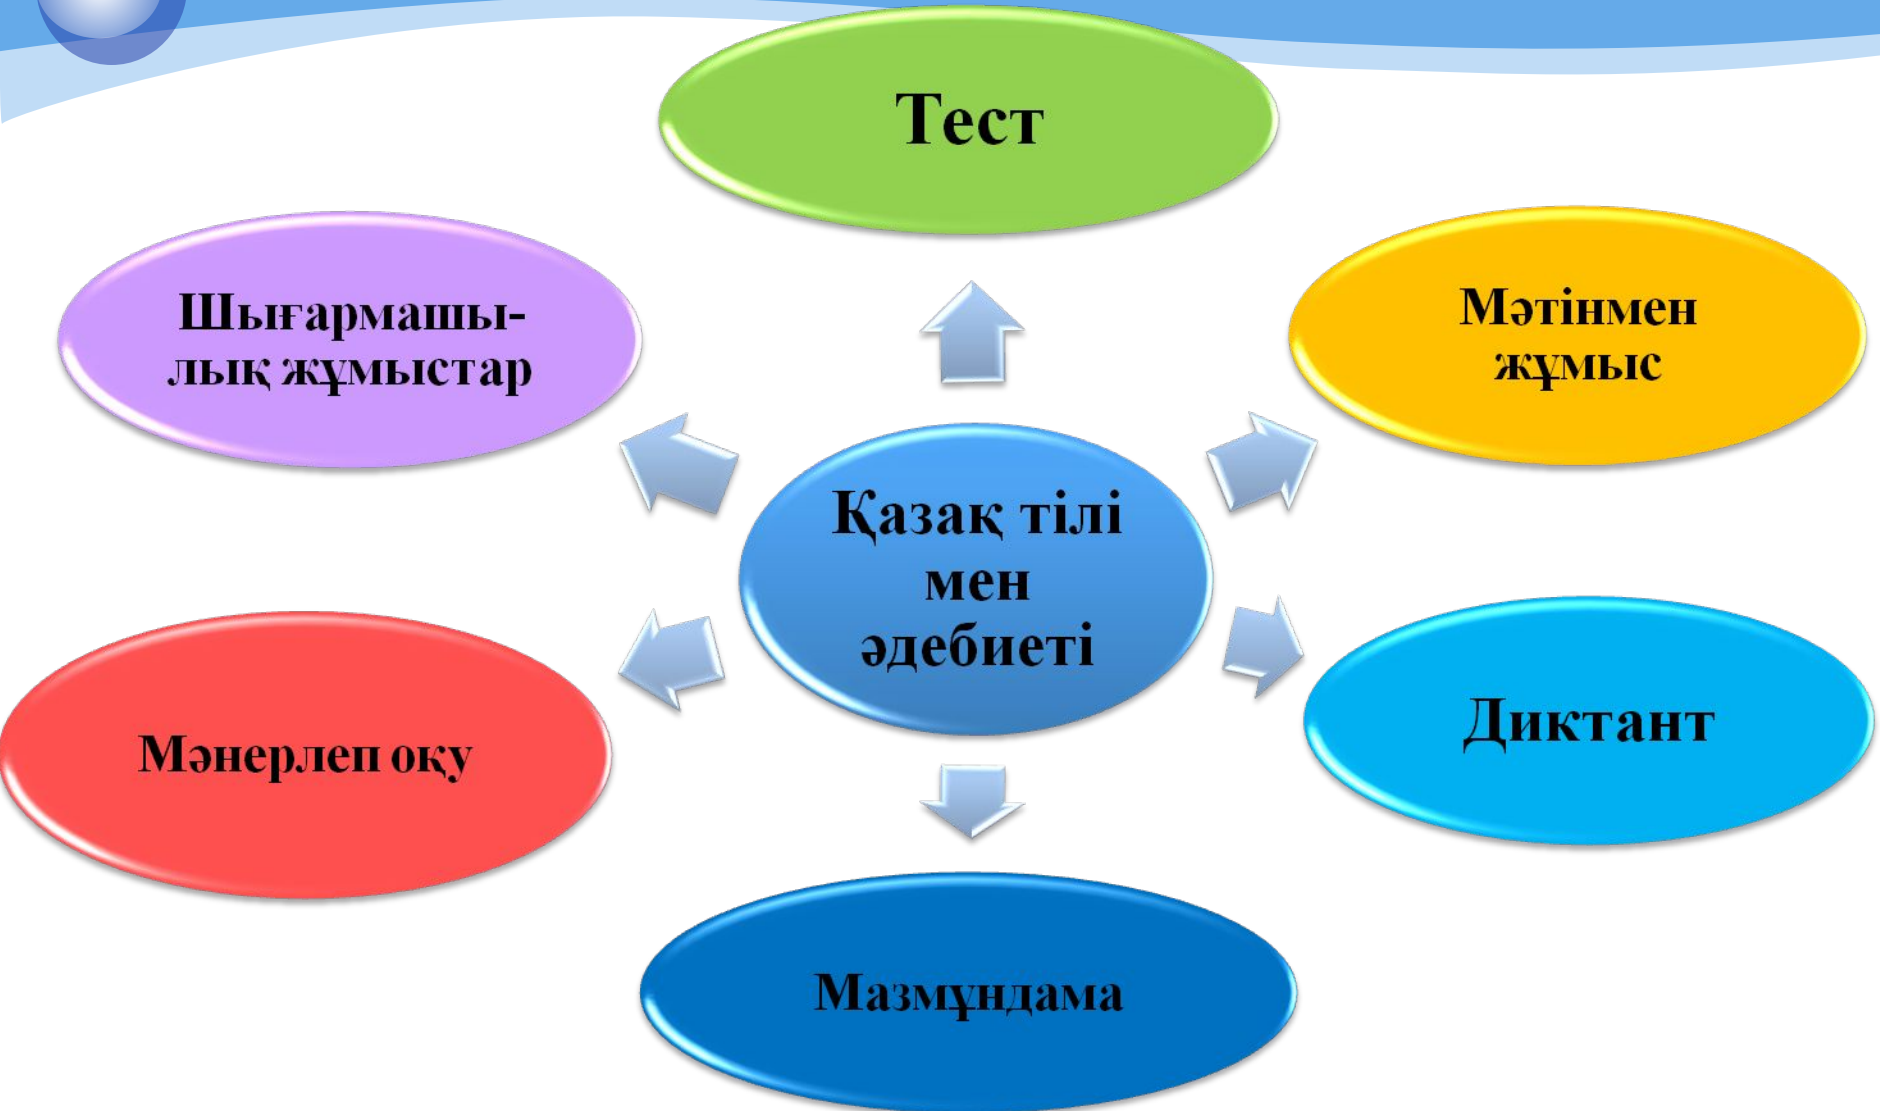 Тест
Шығармашы-
лық жұмыстар
Мәтінмен
жұмыс
Қазақ тілі
мен
әдебиеті
Мәнерлеп оқу
Диктант
Мазмұндама